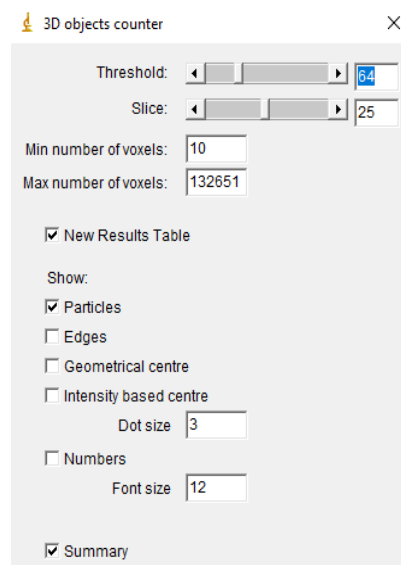 3D objects counter
Threshold: 64
Slice: 25
Min number of voxels: 10
Max number of voxels: 132651
New Results Table
Show:
Particles
Edges
Geometrical centre
Intensity based centre
Dot size 3
Numbers
Font size 12
Summary